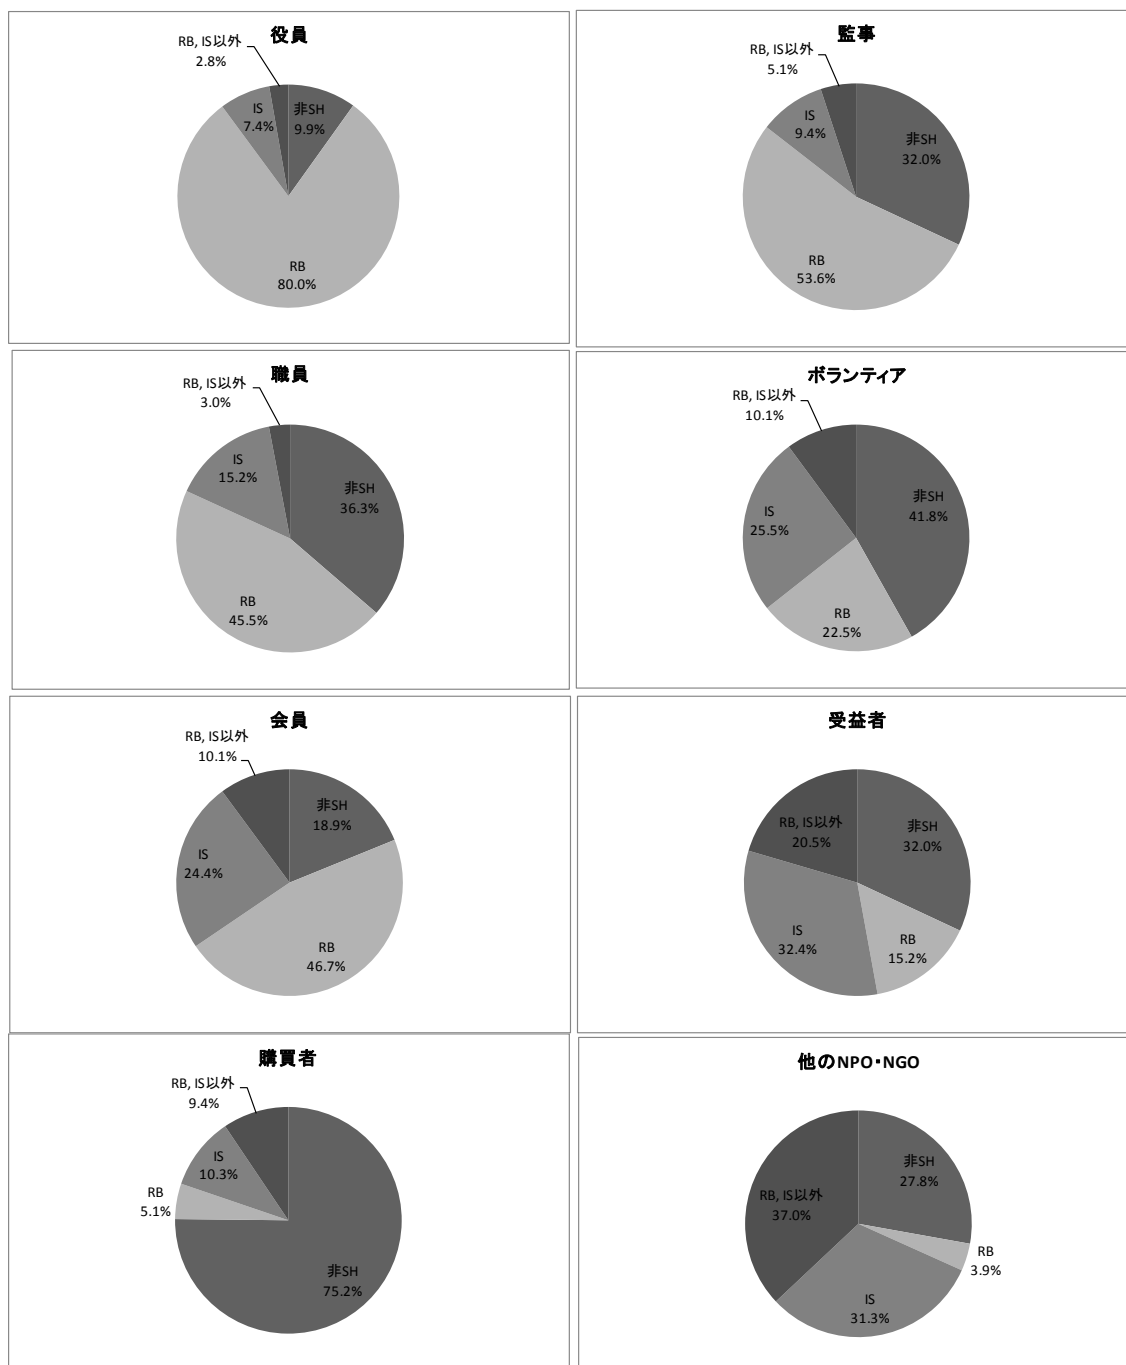 役員
RB, IS以外
2.8%
非SH
9.9%
IS
7.4%
RB
80.0%
監事
RB, IS以外
5.1%
IS
9.4%
非SH
32.0%
RB
53.6%
職員
RB, IS以外
3.0%
IS
15.2%
非SH
36.3%
RB
45.5%
ボランティア
RB, IS以外
10.1%
非SH
41.8%
IS
25.5%
RB
22.5%
会員
RB, IS以外
10.1%
非SH
18.9%
IS
24.4%
RB
46.7%
受益者
RB, IS以外
20.5%
非SH
32.0%
IS
32.4%
RB
15.2%
購買者
RB, IS以外
9.4%
IS
10.3%
RB
5.1%
非SH
75.2%
他のNPO・NGO
非SH
27.8%
RB, IS以外
37.0%
RB
3.9%
IS
31.3%